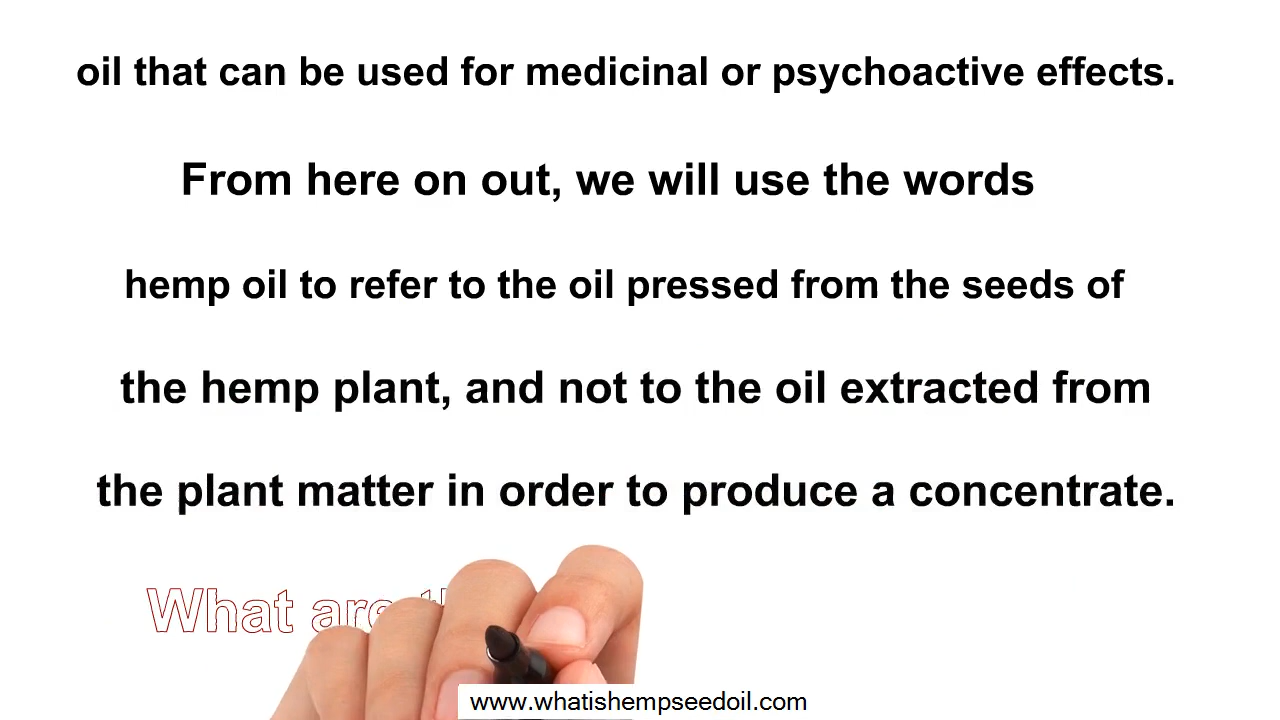 oil that can be used for medicinal or psychoactive effects.
From here on out, we will use the words
hemp oil to refer to the oil pressed from the seeds of
the hemp plant, and not to the oil extracted from
the plant matter in order to produce a concentrate.
What are
www.whatishempseedoil.com